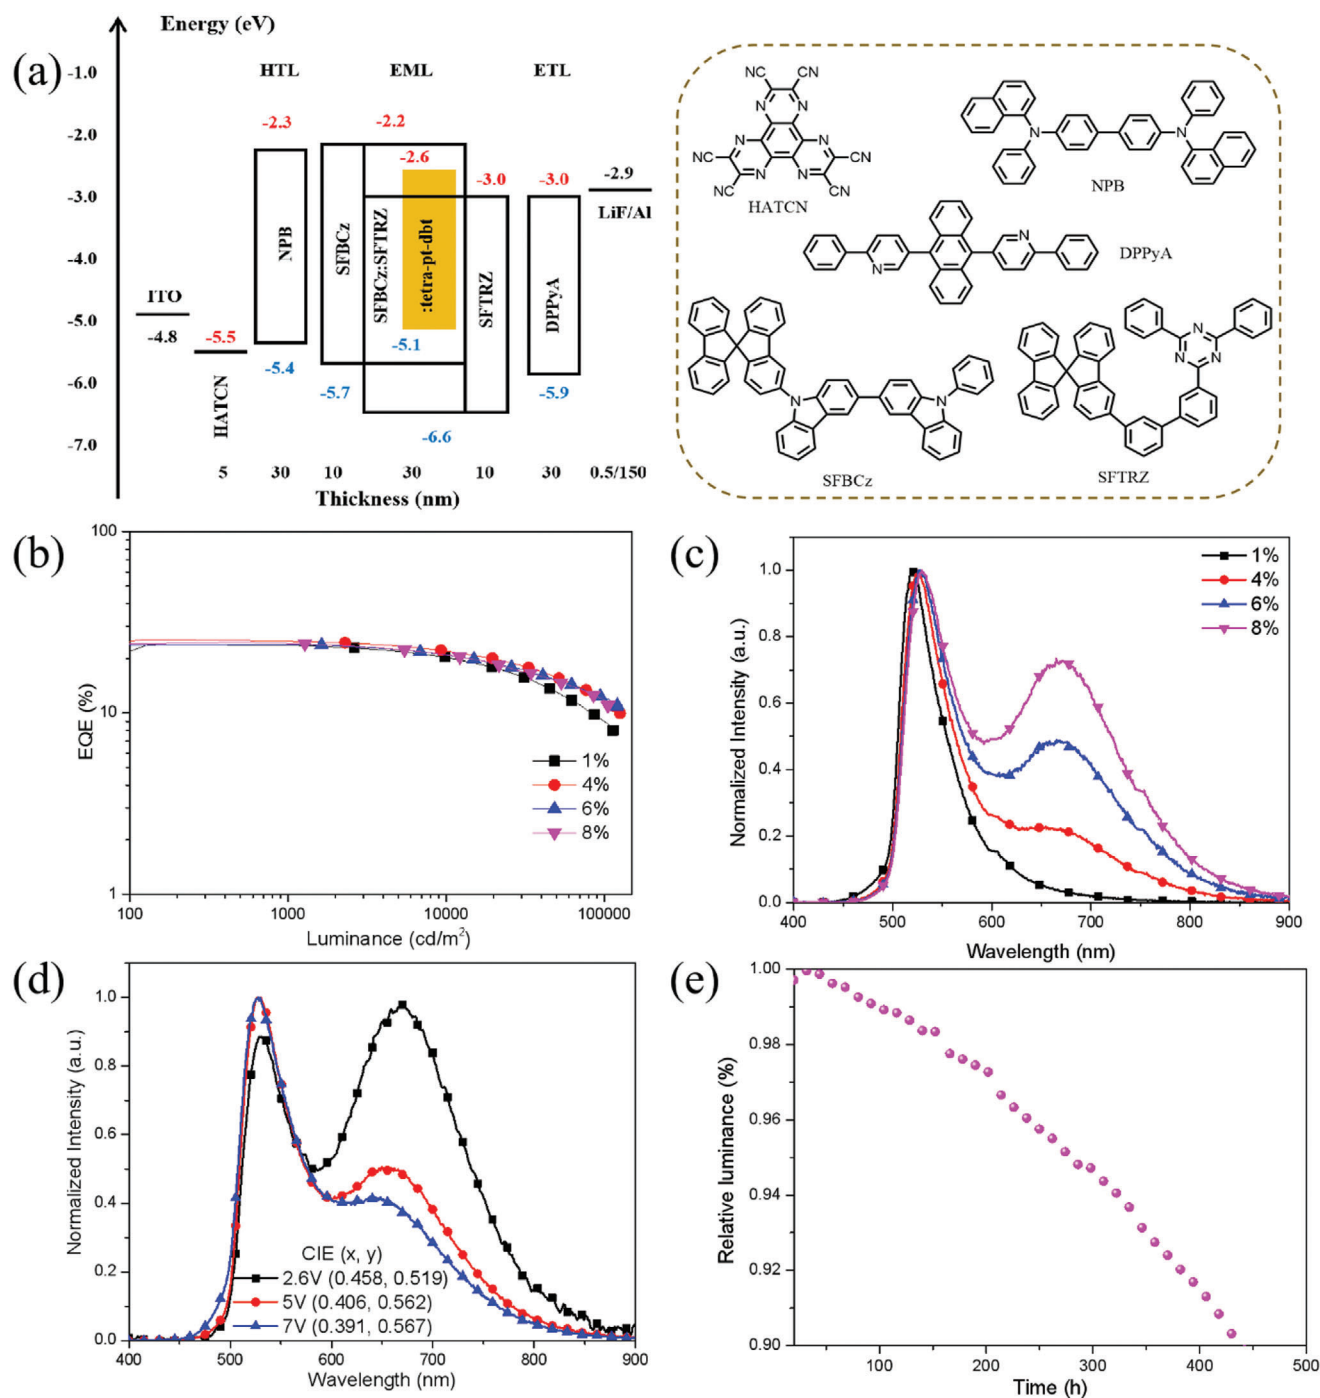 (a)
Energy (eV)
HTL EML ETL
-1.0
-2.0
-3.0
-4.0
-5.0
-6.0
-7.0
ITO
-4.8
-5.5
HATCN
-2.3
NPB
-5.4
-2.2
SFBCz
-5.7
SFBCz:SFTRZ
-2.6
:tetra-pt-dbt
-5.1
-6.6
-3.0
SFTRZ
-3.0
DPPyA
-5.9
-2.9
LiF/Al
5 30 10 30 10 30 0.5/150
Thickness (nm)
NC CN
N N
NC N N CN
NC N N CN
HATCN
N N
NPB
N N
DPPyA
N N
SFBCz
N N
N
SFTRZ
(b)
EQE (%)
100
10
1
1%
4%
6%
8%
100 1000 10000 100000
Luminance (cd/m²)
(c)
Normalized Intensity (a.u.)
1.0
0.8
0.6
0.4
0.2
0.0
1%
4%
6%
8%
400 500 600 700 800 900
Wavelength (nm)
(d)
Normalized Intensity (a.u.)
1.0
0.8
0.6
0.4
0.2
0.0
CIE (x, y)
2.6V (0.458, 0.519)
5V (0.406, 0.562)
7V (0.391, 0.567)
400 500 600 700 800 900
Wavelength (nm)
(e)
Relative luminance (%)
1.00
0.98
0.96
0.94
0.92
0.90
100 200 300 400 500
Time (h)